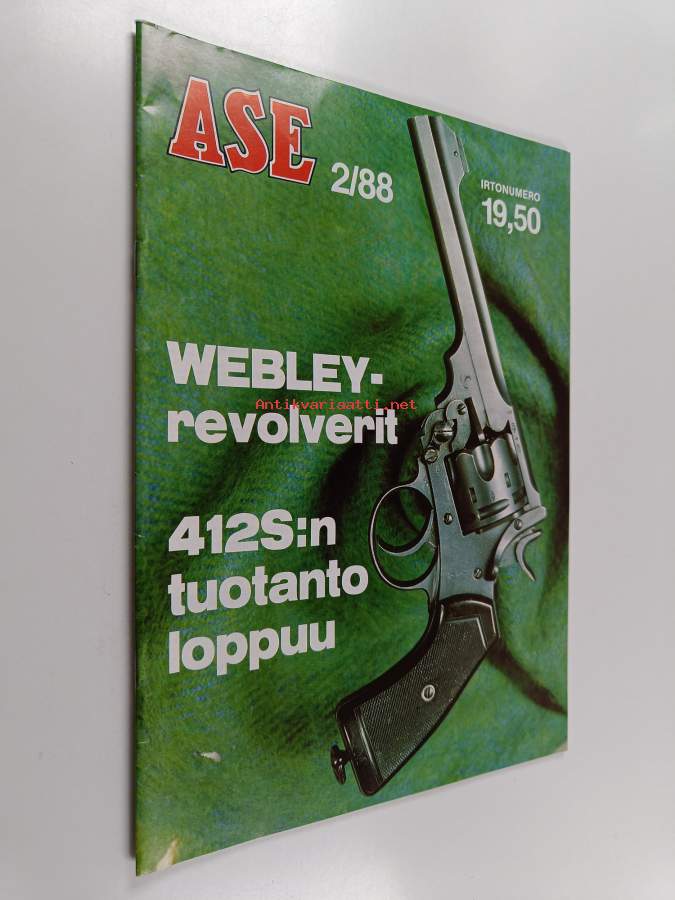 ASE
2/88
IRTONUMERO
19,50
WEBLEY-
Antikvariaatti.net
revolverit
412S:n
tuotanto
loppuu